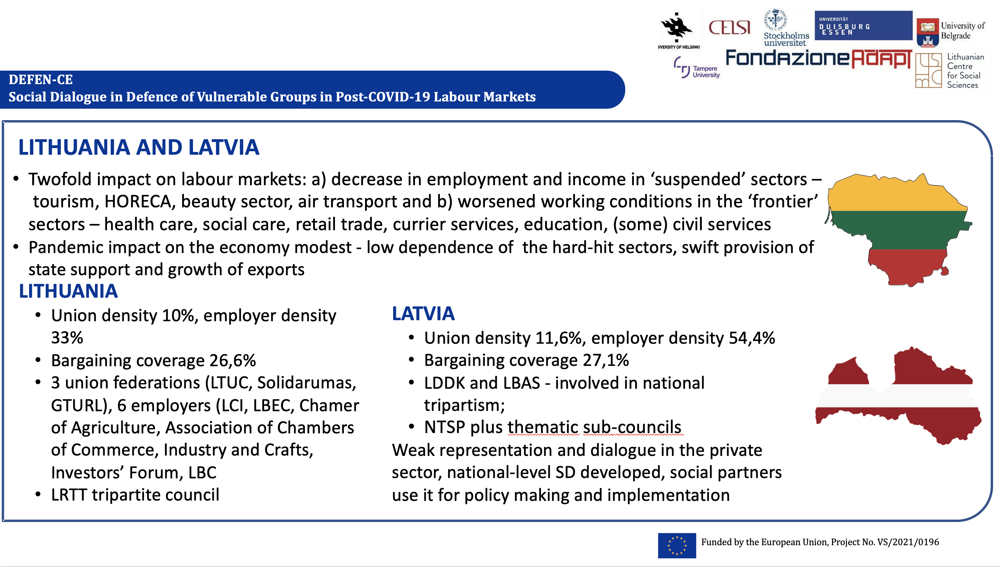 IIVERSITY OF HELSINKI
CELSI
Stockholms
universitet
UNIVERSITÄT
DUISBURG
ESSEN
University of
Belgrade
Tampere
University
FondAzioneAdApt
Lithuanian
Centre
for Social
Sciences
DEFEN-CE
Social Dialogue in Defence of Vulnerable Groups in Post-COVID-19 Labour Markets
LITHUANIA AND LATVIA
• Twofold impact on labour markets: a) decrease in employment and income in ‘suspended’ sectors –
tourism, HORECA, beauty sector, air transport and b) worsened working conditions in the ‘frontier’
sectors – health care, social care, retail trade, currier services, education, (some) civil services
• Pandemic impact on the economy modest - low dependence of the hard-hit sectors, swift provision of
state support and growth of exports
LITHUANIA
• Union density 10%, employer density
33%
• Bargaining coverage 26,6%
• 3 union federations (LTUC, Solidarumas,
GTURL), 6 employers (LCI, LBEC, Chamer
of Agriculture, Association of Chambers
of Commerce, Industry and Crafts,
Investors’ Forum, LBC
• LRTT tripartite council
LATVIA
• Union density 11,6%, employer density 54,4%
• Bargaining coverage 27,1%
• LDDK and LBAS - involved in national
tripartism;
• NTSP plus thematic sub-councils
Weak representation and dialogue in the private
sector, national-level SD developed, social partners
use it for policy making and implementation
Funded by the European Union, Project No. VS/2021/0196